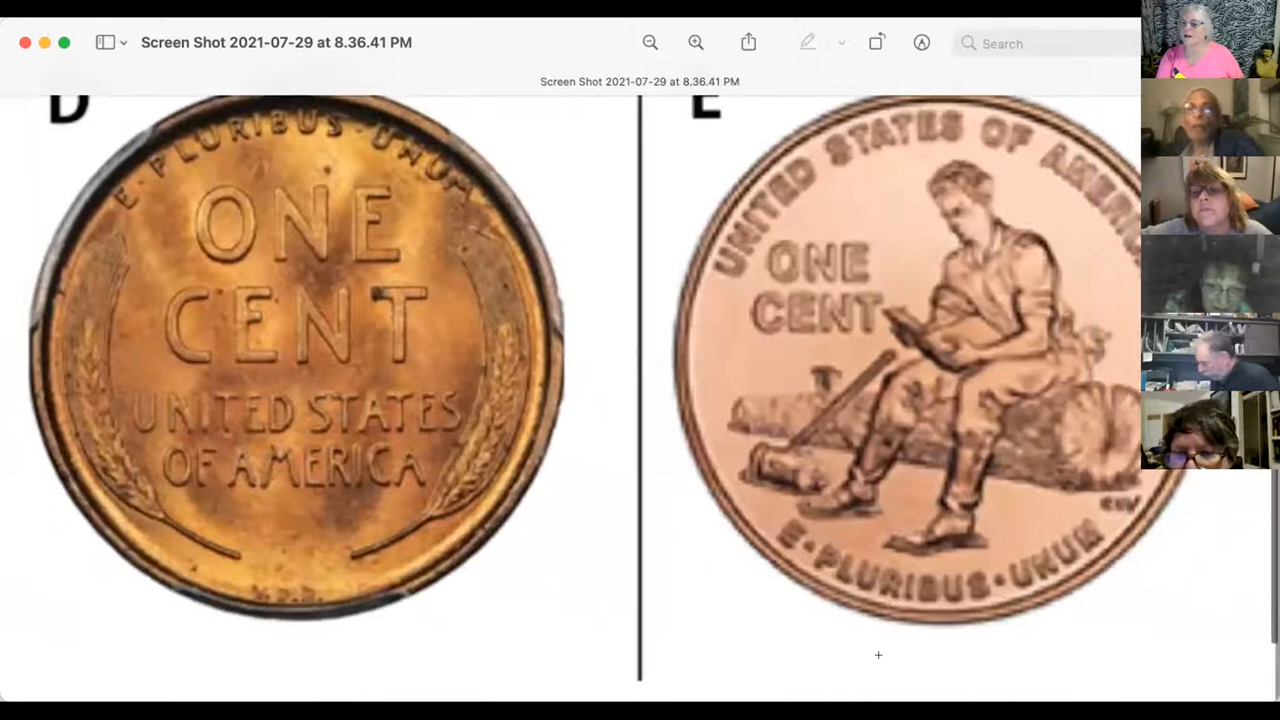 Screen Shot 2021-07-29 at 8.36.41 PM
Search
Screen Shot 2021-07-29 at 8.36.41 PM
D
E · PLURIBUS · UNUM
ONE
CENT
UNITED STATES
OF AMERICA
V.D.B.
E
UNITED STATES OF AMERIC
ONE
CENT
E · PLURIBUS · UNUM